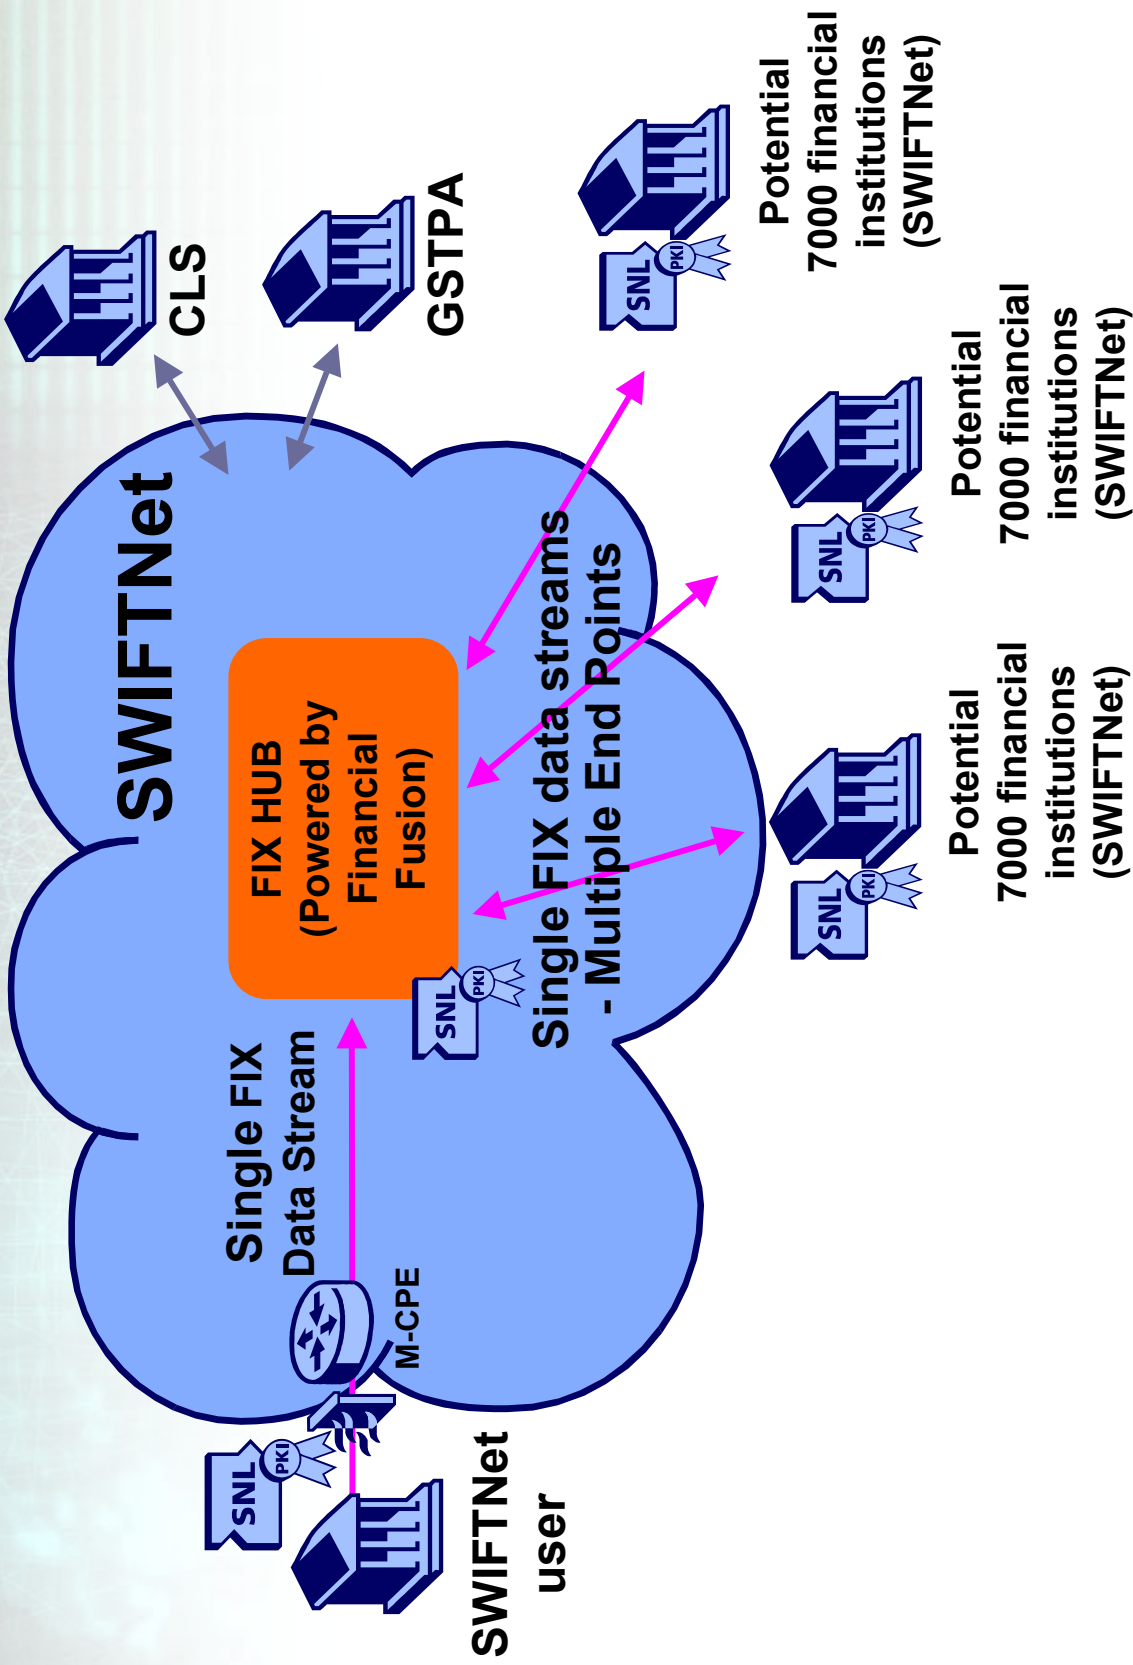 SWIFTNet
CLS
GSTPA
FIX HUB
(Powered by
Financial
Fusion)
Single FIX
Data Stream
M-CPE
SNL
PKI
SWIFTNet
user
SNL
PKI
Single FIX data streams
- Multiple End Points
SNL
PKI
Potential
7000 financial
institutions
(SWIFTNet)
SNL
PKI
Potential
7000 financial
institutions
(SWIFTNet)
SNL
PKI
Potential
7000 financial
institutions
(SWIFTNet)